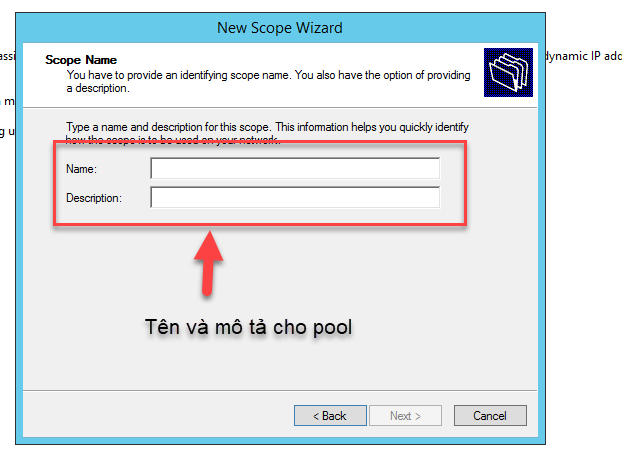 New Scope Wizard
Scope Name
You have to provide an identifying scope name. You also have the option of providing
a description.
dynamic IP add
Type a name and description for this scope. This information helps you quickly identify
how the scope is to be used on your network.
Name:
Description:
Tên và mô tả cho pool
< Back
Next >
Cancel